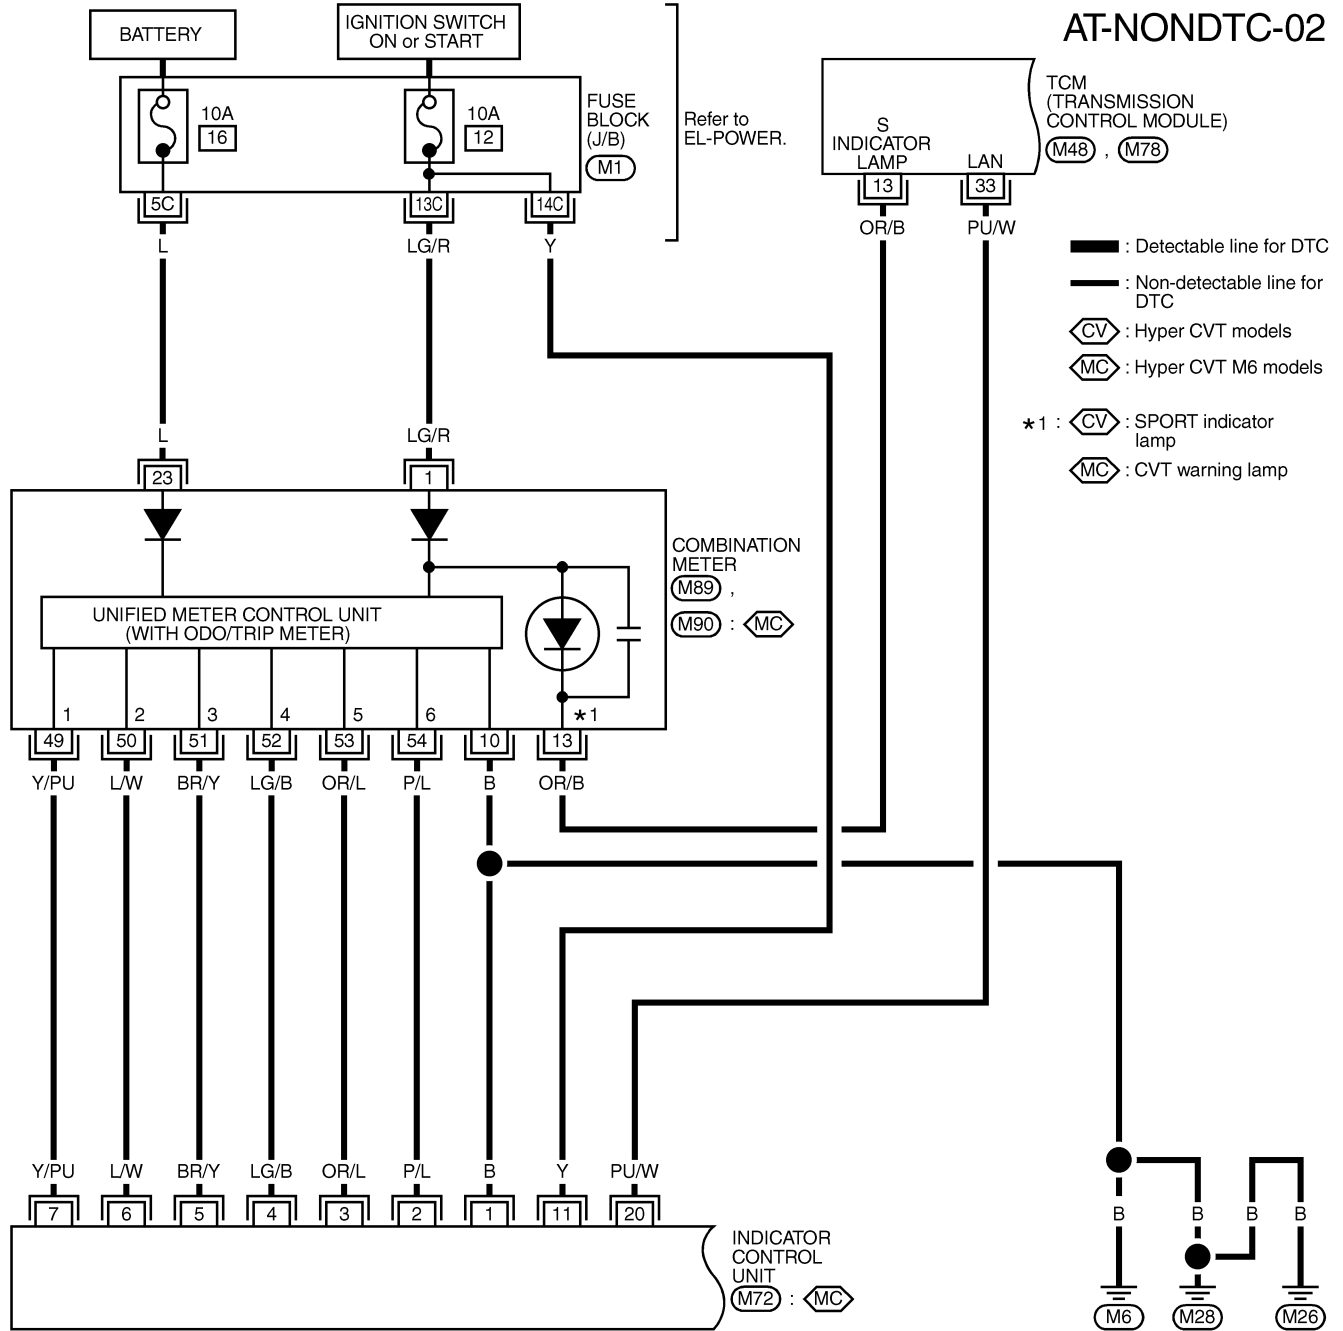 AT-NONDTC-02
BATTERY
IGNITION SWITCH
ON or START
10A
16
10A
12
FUSE
BLOCK
(J/B)
M1
Refer to
EL-POWER.
5C
13C
14C
L
LG/R
Y
S
INDICATOR
LAMP
LAN
13
33
OR/B
PU/W
TCM
(TRANSMISSION
CONTROL MODULE)
M48 , M78
: Detectable line for DTC
: Non-detectable line for
DTC
CV : Hyper CVT models
MC : Hyper CVT M6 models
*1 : CV : SPORT indicator
lamp
MC : CVT warning lamp
L
LG/R
23
1
COMBINATION
METER
M89 ,
M90 : MC
UNIFIED METER CONTROL UNIT
(WITH ODO/TRIP METER)
1 2 3 4 5 6 *1
49 50 51 52 53 54 10 13
Y/PU L/W BR/Y LG/B OR/L P/L B OR/B
Y/PU L/W BR/Y LG/B OR/L P/L B Y PU/W
7 6 5 4 3 2 1 11 20
INDICATOR
CONTROL
UNIT
M72 : MC
B B B B
M6 M28 M26